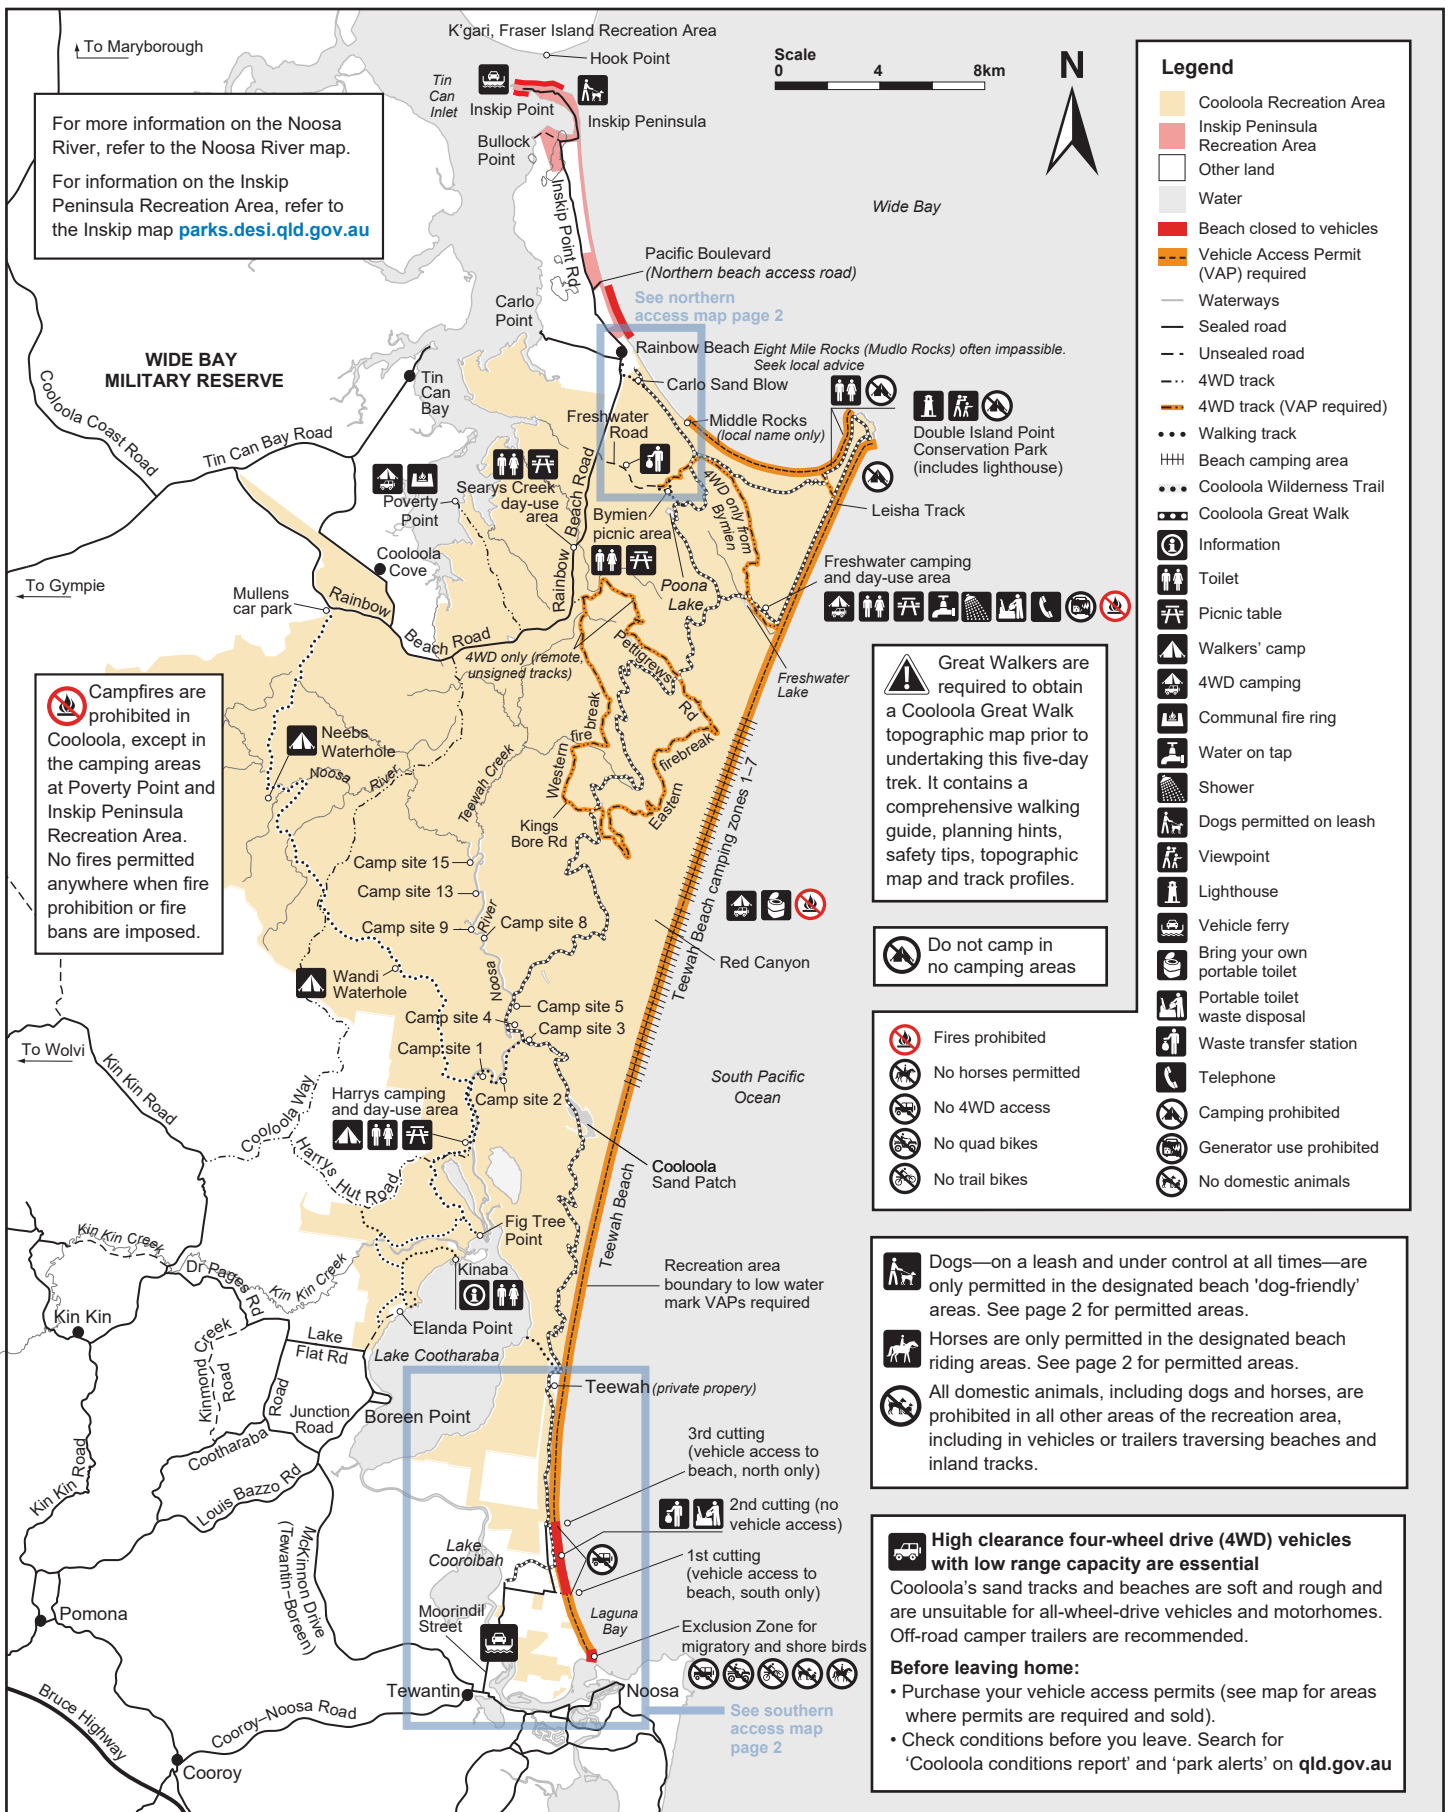 K'gari, Fraser Island Recreation Area
Hook Point
To Maryborough
Scale
0 4 8km
N
Tin
Can
Inlet
Inskip Point
Inskip Peninsula
Bullock
Point
For more information on the Noosa
River, refer to the Noosa River map.
For information on the Inskip
Peninsula Recreation Area, refer to
the Inskip map parks.desi.qld.gov.au
Inskip Point Rd
Wide Bay
Pacific Boulevard
(Northern beach access road)
See northern
access map page 2
Carlo
Point
Rainbow Beach
Eight Mile Rocks (Mudlo Rocks) often impassible.
Seek local advice
Carlo Sand Blow
WIDE BAY
MILITARY RESERVE
Tin
Can
Bay
Cooloola Coast Road
Tin Can Bay Road
Freshwater
Road
Middle Rocks
(local name only)
Double Island Point
Conservation Park
(includes lighthouse)
Leisha Track
Poverty
Point
Searys Creek
day-use
area
Rainbow Beach Road
Bymien
picnic area
4WD only from
Bymien
Cooloola
Cove
Poona
Lake
Freshwater camping
and day-use area
To Gympie
Mullens
car park
Rainbow
Beach Road
4WD only (remote,
unsigned tracks)
Pettigrews
Rd
Freshwater
Lake
Campfires are
prohibited in
Cooloola, except in
the camping areas
at Poverty Point and
Inskip Peninsula
Recreation Area.
No fires permitted
anywhere when fire
prohibition or fire
bans are imposed.
Neebs
Waterhole
Noosa
River
Teewah Creek
Western
firebreak
Eastern
firebreak
Kings
Bore Rd
Teewah Beach camping zones 1–7
Great Walkers are
required to obtain
a Cooloola Great Walk
topographic map prior to
undertaking this five-day
trek. It contains a
comprehensive walking
guide, planning hints,
safety tips, topographic
map and track profiles.
Camp site 15
Camp site 13
Camp site 9
Camp site 8
Noosa
River
Red Canyon
Do not camp in
no camping areas
Wandi
Waterhole
Camp site 5
Camp site 4
Camp site 3
Camp site 1
Camp site 2
To Wolvi
Kin Kin Road
Cooloola Way
Harrys camping
and day-use area
Harrys
Hut Road
South Pacific
Ocean
Cooloola
Sand Patch
Teewah Beach
Fires prohibited
No horses permitted
No 4WD access
No quad bikes
No trail bikes
Legend
Cooloola Recreation Area
Inskip Peninsula
Recreation Area
Other land
Water
Beach closed to vehicles
Vehicle Access Permit
(VAP) required
Waterways
Sealed road
Unsealed road
4WD track
4WD track (VAP required)
Walking track
Beach camping area
Cooloola Wilderness Trail
Cooloola Great Walk
Information
Toilet
Picnic table
Walkers' camp
4WD camping
Communal fire ring
Water on tap
Shower
Dogs permitted on leash
Viewpoint
Lighthouse
Vehicle ferry
Bring your own
portable toilet
Portable toilet
waste disposal
Waste transfer station
Telephone
Camping prohibited
Generator use prohibited
No domestic animals
Fig Tree
Point
Kinaba
Kin Kin Creek
Dr Pages Rd
Kin Kin Creek
Kin Kin
Elanda Point
Recreation area
boundary to low water
mark VAPs required
Lake
Flat Rd
Kinmond Creek
Road
Lake Cootharaba
Teewah (private propery)
Road
Junction
Road
Boreen Point
Cootharaba
Louis Bazzo Rd
Kin Kin Road
McKinnon Drive
(Tewantin–Boreen)
3rd cutting
(vehicle access to
beach, north only)
2nd cutting (no
vehicle access)
1st cutting
(vehicle access to
beach, south only)
Lake
Cooroibah
Laguna
Bay
Exclusion Zone for
migratory and shore birds
Pomona
Moorindil
Street
Tewantin
Noosa
Bruce Highway
Cooroy–Noosa Road
Cooroy
See southern
access map
page 2
Dogs—on a leash and under control at all times—are
only permitted in the designated beach 'dog-friendly'
areas. See page 2 for permitted areas.
Horses are only permitted in the designated beach
riding areas. See page 2 for permitted areas.
All domestic animals, including dogs and horses, are
prohibited in all other areas of the recreation area,
including in vehicles or trailers traversing beaches and
inland tracks.
High clearance four-wheel drive (4WD) vehicles
with low range capacity are essential
Cooloola's sand tracks and beaches are soft and rough and
are unsuitable for all-wheel-drive vehicles and motorhomes.
Off-road camper trailers are recommended.
Before leaving home:
• Purchase your vehicle access permits (see map for areas
where permits are required and sold).
• Check conditions before you leave. Search for
'Cooloola conditions report' and 'park alerts' on qld.gov.au